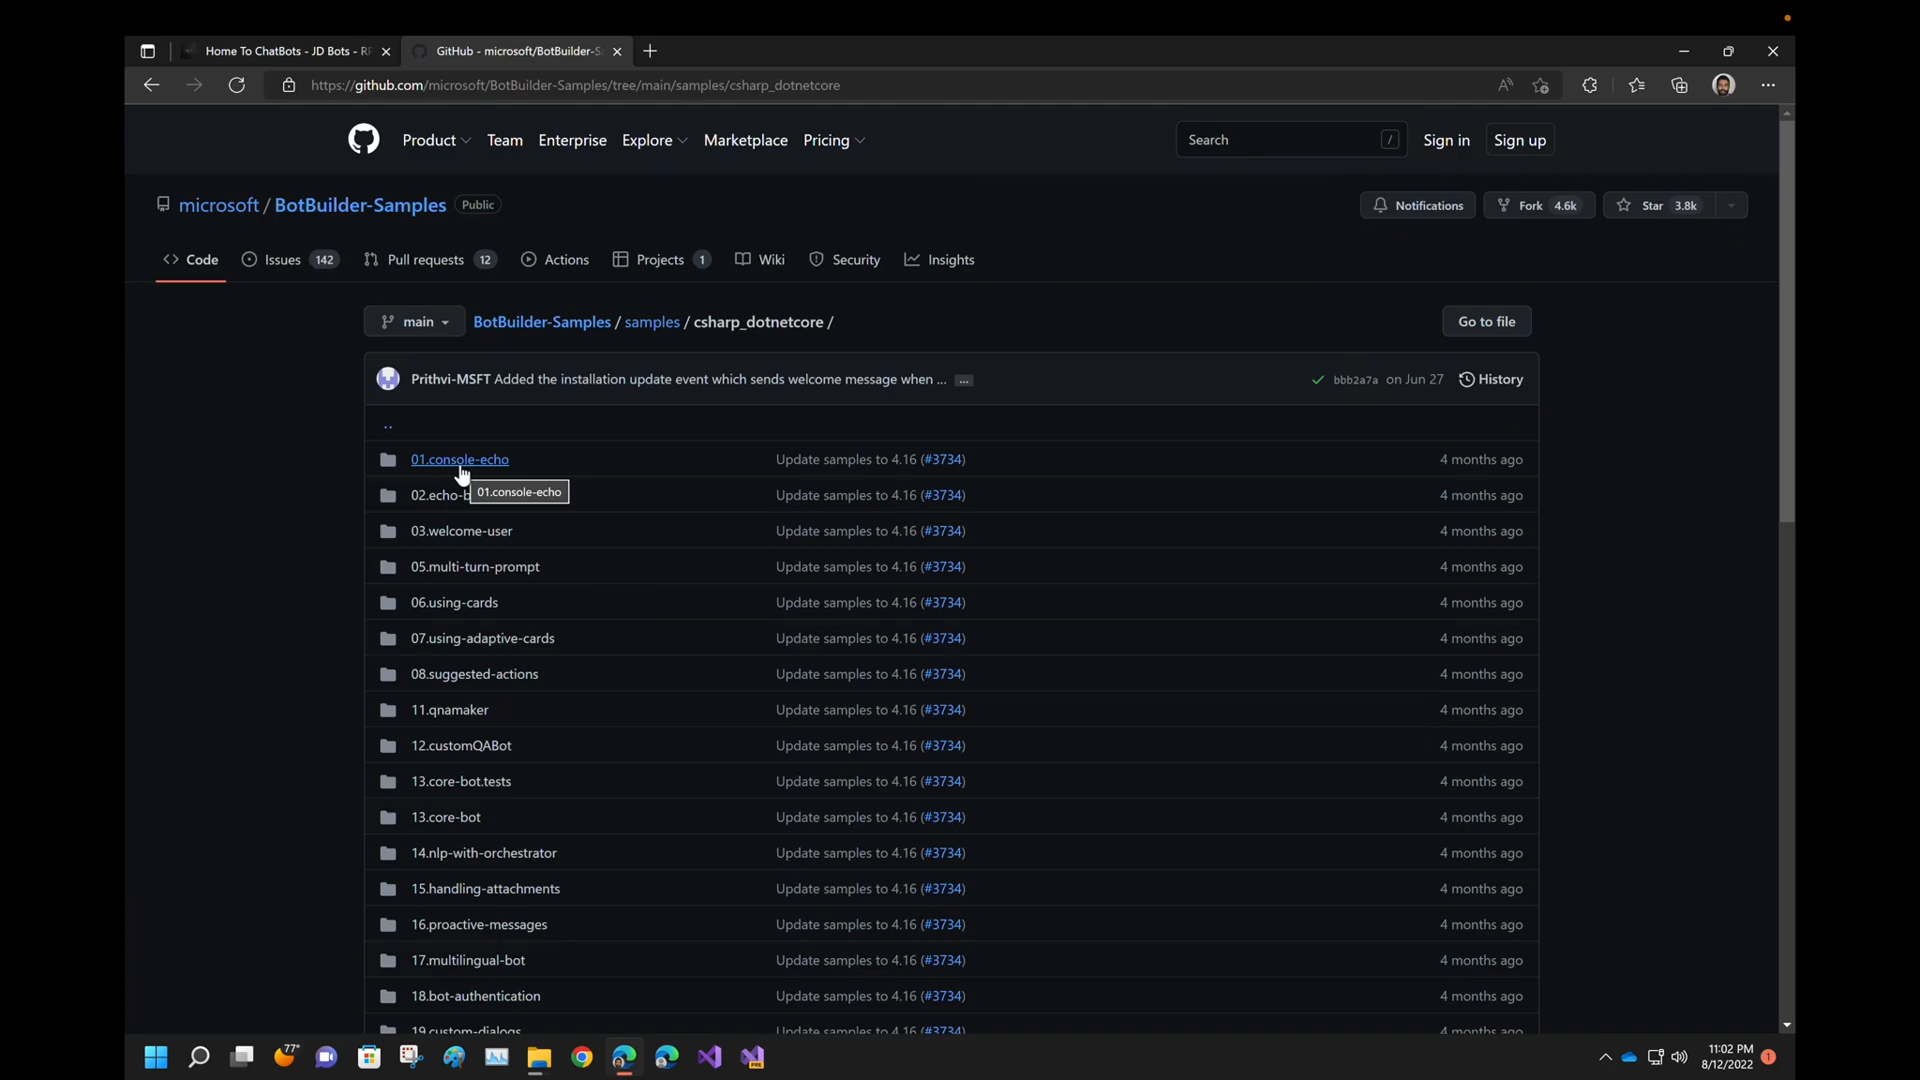 Home To ChatBots - JD Bots - RP
GitHub - microsoft/BotBuilder-S
https://github.com/microsoft/BotBuilder-Samples/tree/main/samples/csharp_dotnetcore
Product Team Enterprise Explore Marketplace Pricing Search / Sign in Sign up
microsoft / BotBuilder-Samples Public Notifications Fork 4.6k Star 3.8k
<> Code Issues 142 Pull requests 12 Actions Projects 1 Wiki Security Insights
main BotBuilder-Samples / samples / csharp_dotnetcore / Go to file
Prithvi-MSFT Added the installation update event which sends welcome message when ... ... bbb2a7a on Jun 27 History
..
01.console-echo Update samples to 4.16 (#3734) 4 months ago
02.echo-b Update samples to 4.16 (#3734) 4 months ago
01.console-echo
03.welcome-user Update samples to 4.16 (#3734) 4 months ago
05.multi-turn-prompt Update samples to 4.16 (#3734) 4 months ago
06.using-cards Update samples to 4.16 (#3734) 4 months ago
07.using-adaptive-cards Update samples to 4.16 (#3734) 4 months ago
08.suggested-actions Update samples to 4.16 (#3734) 4 months ago
11.qnamaker Update samples to 4.16 (#3734) 4 months ago
12.customQABot Update samples to 4.16 (#3734) 4 months ago
13.core-bot.tests Update samples to 4.16 (#3734) 4 months ago
13.core-bot Update samples to 4.16 (#3734) 4 months ago
14.nlp-with-orchestrator Update samples to 4.16 (#3734) 4 months ago
15.handling-attachments Update samples to 4.16 (#3734) 4 months ago
16.proactive-messages Update samples to 4.16 (#3734) 4 months ago
17.multilingual-bot Update samples to 4.16 (#3734) 4 months ago
18.bot-authentication Update samples to 4.16 (#3734) 4 months ago
19.custom-dialogs Update samples to 4.16 (#3734) 4 months ago
77°
PRE
11:02 PM
8/12/2022
1